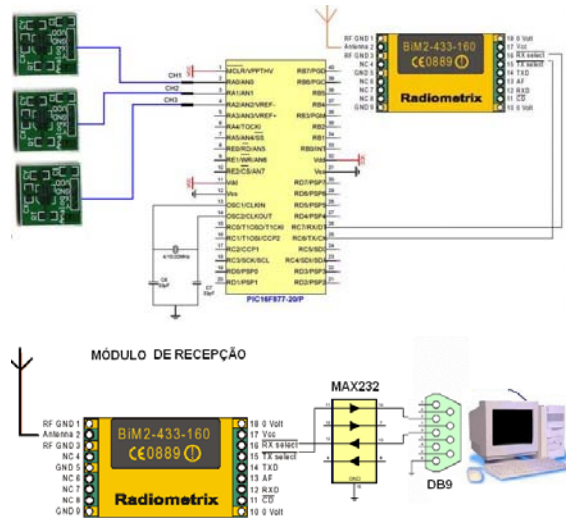 CH1
CH2
CH3
VCC
MCLR/VPPTHV
RA0/AN0
RA1/AN1
RA2/AN2/VREF-
RA3/AN3/VREF+
RA4/TOCKI
RA5/AN4/SS
RE0/RD/AN5
RE1/WR/AN6
RE2/CS/AN7
Vdd
Vss
OSC1/CLKIN
OSC2/CLKOUT
RC0/T1OSO/T1CKI
RC1/T1OSI/CCP2
RC2/CCP1
RC3/SCK/SCL
RD0/PSP0
RD1/PSP1
RB7/PGD
RB6/PGC
RB5
RB4
RB3/PGM
RB2
RB1
RB0/INT
Vdd
Vss
RD7/PSP7
RD6/PSP6
RD5/PSP5
RD4/PSP4
RC7/RX/DT
RC6/TX/CK
RC5/SDO
RC4/SDI/SDA
RD3/PSP3
RD2/PSP2
PIC16F877-20/P
RF GND 1
Antenna 2
RF GND 3
NC 4
GND 5
NC 6
NC 7
NC 8
GND 9
BiM2-433-160
CE0889
Radiometrix
18 0 Volt
17 Vcc
16 RX select
15 TX select
14 TXD
13 AF
12 RXD
11 CD
10 0 Volt
MÓDULO DE RECEPÇÃO
RF GND 1
Antenna 2
RF GND 3
NC 4
GND 5
NC 6
NC 7
NC 8
GND 9
BiM2-433-160
CE0889
Radiometrix
18 0 Volt
17 Vcc
16 RX select
15 TX select
14 TXD
13 AF
12 RXD
11 CD
10 0 Volt
MAX232
GND
DB9